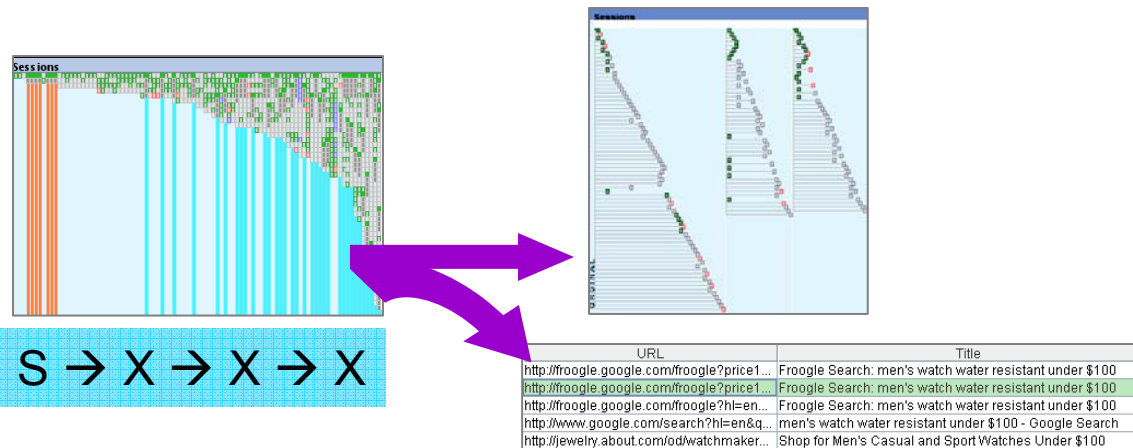 Sessions
Sessions
ORDINAL
S → X → X → X
URL Title
http://froogle.google.com/froogle?price1... Froogle Search: men's watch water resistant under $100
http://froogle.google.com/froogle?price1... Froogle Search: men's watch water resistant under $100
http://froogle.google.com/froogle?hl=en... Froogle Search: men's watch water resistant under $100
http://www.google.com/search?hl=en&q... men's watch water resistant under $100 - Google Search
http://jewelry.about.com/od/watchmaker... Shop for Men's Casual and Sport Watches Under $100